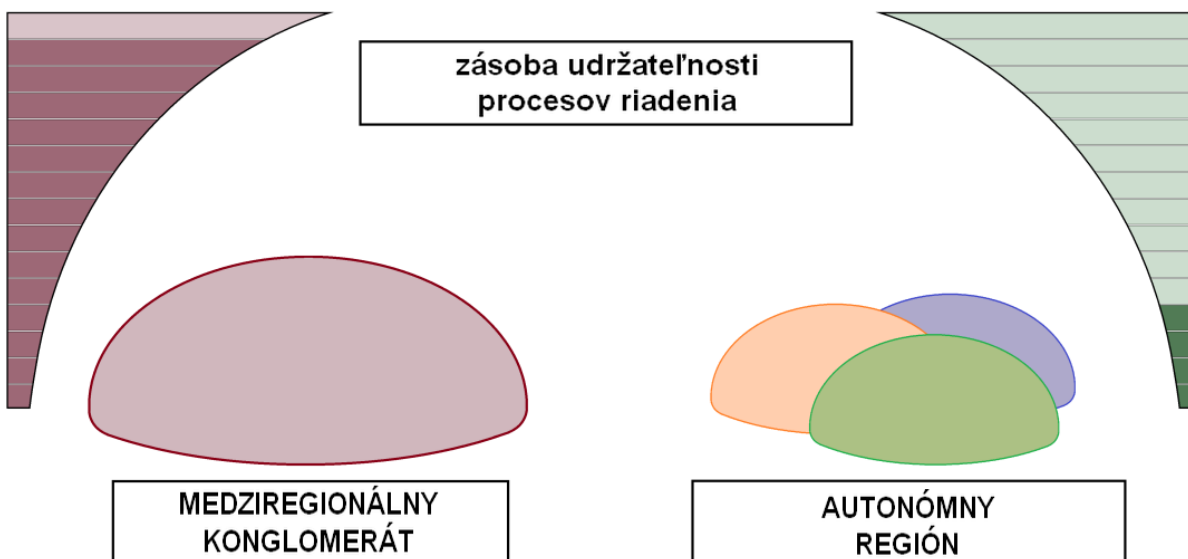 zásoba udržateľnosti
procesov riadenia
MEDZIREGIONÁLNY
KONGLOMERÁT
AUTONÓMNY
REGIÓN